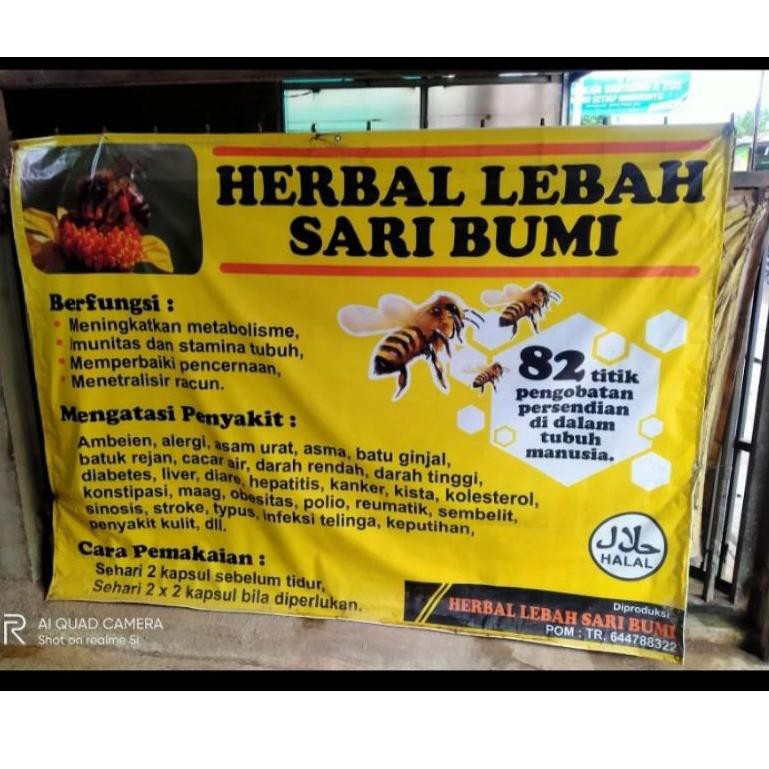 HERBAL LEBAH
SARI BUMI
Berfungsi :
• Meningkatkan metabolisme,
• Imunitas dan stamina tubuh,
• Memperbaiki pencernaan,
• Menetralisir racun.
82 titik
pengobatan
persendian
di dalam
tubuh
manusia.
Mengatasi Penyakit :
Ambeien, alergi, asam urat, asma, batu ginjal,
batuk rejan, cacar air, darah rendah, darah tinggi,
diabetes, liver, diare, hepatitis, kanker, kista, kolesterol,
konstipasi, maag, obesitas, polio, reumatik, sembelit,
sinosis, stroke, typus, infeksi telinga, keputihan,
penyakit kulit, dll.
Cara Pemakaian :
Sehari 2 kapsul sebelum tidur,
Sehari 2 x 2 kapsul bila diperlukan.
حلال
HALAL
Diproduksi
HERBAL LEBAH SARI BUMI
POM : TR. 644788322
R
AI QUAD CAMERA
Shot on realme 5i